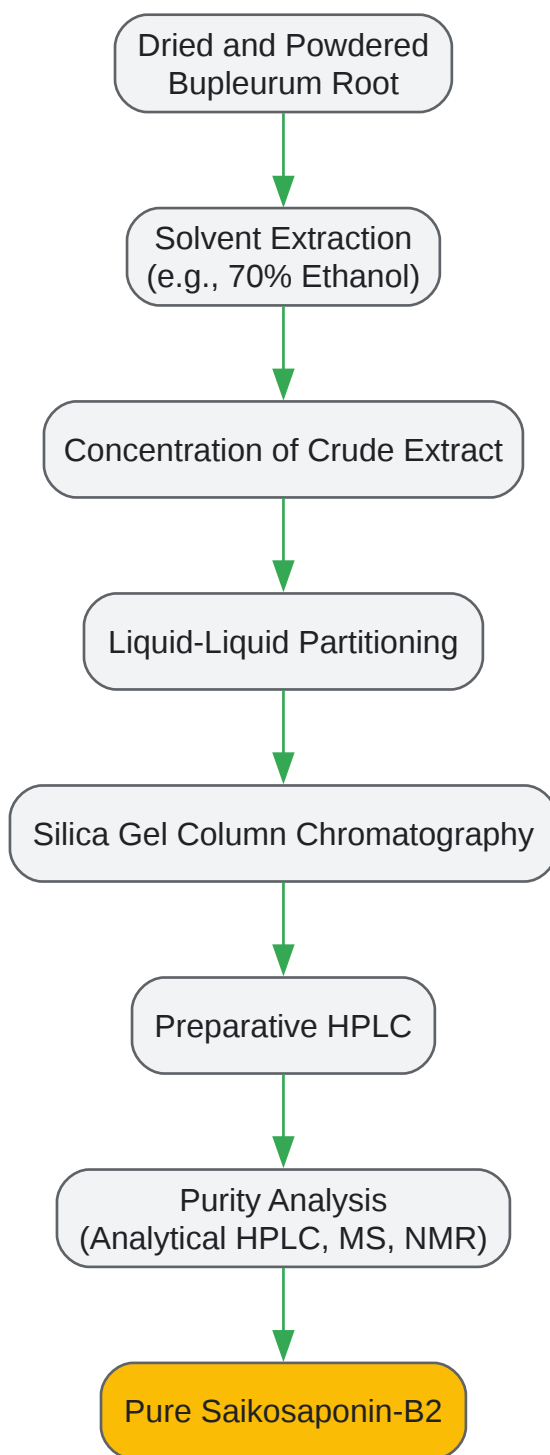 Dried and Powdered
Bupleurum Root
Solvent Extraction
(e.g., 70% Ethanol)
Concentration of Crude Extract
Liquid-Liquid Partitioning
Silica Gel Column Chromatography
Preparative HPLC
Purity Analysis
(Analytical HPLC, MS, NMR)
Pure Saikosaponin-B2